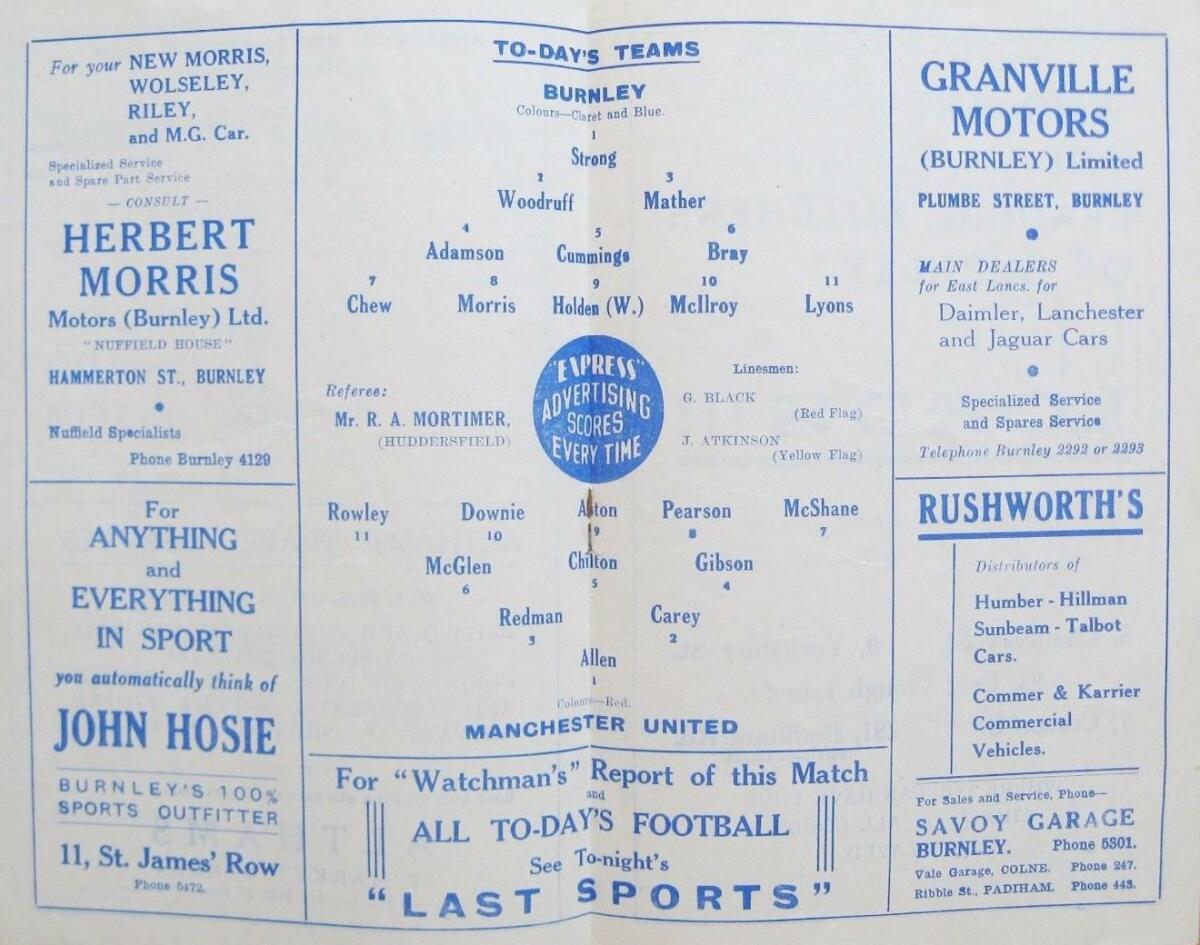 For your NEW MORRIS,
WOLSELEY,
RILEY,
and M.G. Car.
Specialized Service
and Spare Part Service
— CONSULT —
HERBERT
MORRIS
Motors (Burnley) Ltd.
"NUFFIELD HOUSE"
HAMMERTON ST., BURNLEY
Nuffield Specialists
Phone Burnley 4129
For
ANYTHING
and
EVERYTHING
IN SPORT
you automatically think of
JOHN HOSIE
BURNLEY'S 100%
SPORTS OUTFITTER
11, St. James' Row
Phone 5472.
TO-DAY'S TEAMS
BURNLEY
Colours—Claret and Blue.
1
Strong
2 3
Woodruff Mather
4 5 6
Adamson Cummings Bray
7 8 9 10 11
Chew Morris Holden (W.) McIlroy Lyons
Referee:
Mr. R. A. MORTIMER,
(HUDDERSFIELD)
"EXPRESS"
ADVERTISING
SCORES
EVERY TIME
Linesmen:
G. BLACK
(Red Flag)
J. ATKINSON
(Yellow Flag)
Rowley Downie Aston Pearson McShane
11 10 9 8 7
McGlen Chilton Gibson
6 5 4
Redman Carey
3 2
Allen
1
Colours—Red.
MANCHESTER UNITED
For "Watchman's" Report of this Match
and
ALL TO-DAY'S FOOTBALL
See To-night's
"LAST SPORTS"
GRANVILLE
MOTORS
(BURNLEY) Limited
PLUMBE STREET, BURNLEY
MAIN DEALERS
for East Lancs. for
Daimler, Lanchester
and Jaguar Cars
Specialized Service
and Spares Service
Telephone Burnley 2292 or 2293
RUSHWORTH'S
Distributors of
Humber - Hillman
Sunbeam - Talbot
Cars.
Commer & Karrier
Commercial
Vehicles.
For Sales and Service, Phone—
SAVOY GARAGE
BURNLEY. Phone 5801.
Vale Garage, COLNE. Phone 247.
Ribble St., PADIHAM. Phone 443.